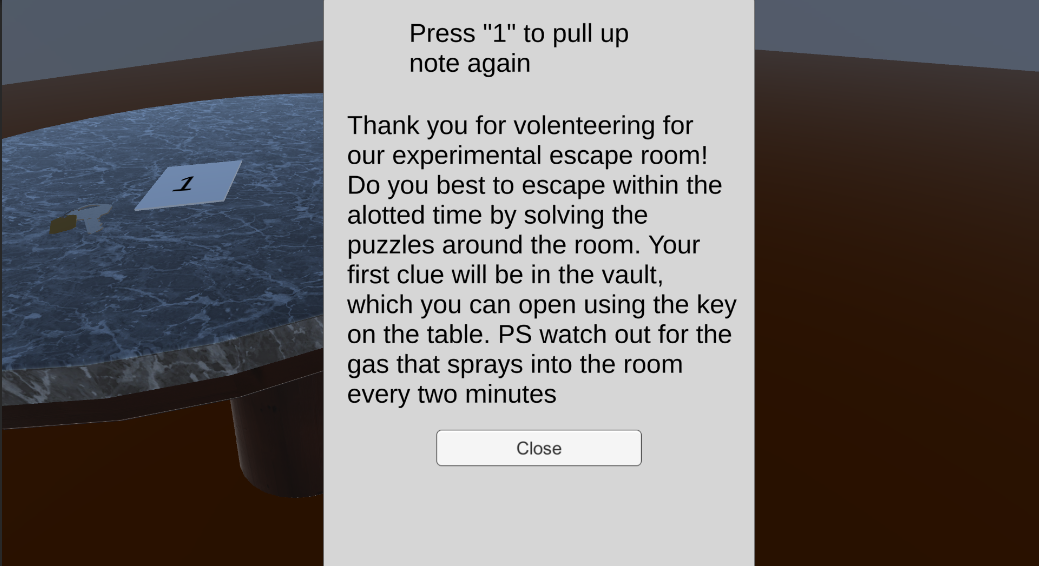 Press "1" to pull up
note again
Thank you for volenteering for
our experimental escape room!
Do you best to escape within the
alotted time by solving the
puzzles around the room. Your
first clue will be in the vault,
which you can open using the key
on the table. PS watch out for the
gas that sprays into the room
every two minutes
Close
1